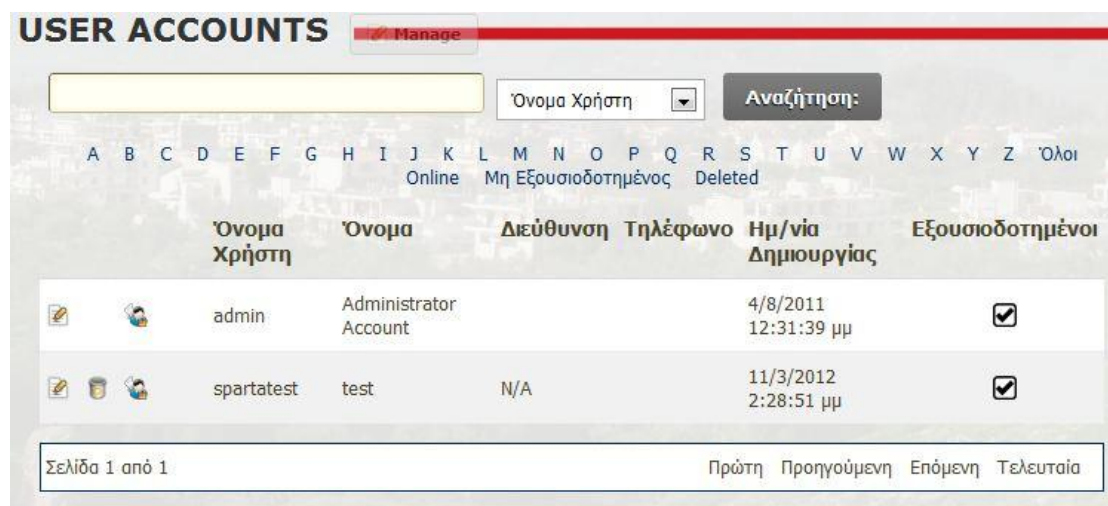 USER ACCOUNTS Manage
Όνομα Χρήστη Αναζήτηση:
A B C D E F G H I J K L M N O P Q R S T U V W X Y Z Όλοι
Online Μη Εξουσιοδοτημένος Deleted
Όνομα Χρήστη Όνομα Διεύθυνση Τηλέφωνο Ημ/νία Δημιουργίας Εξουσιοδοτημένοι
admin Administrator Account 4/8/2011 12:31:39 μμ
spartatest test N/A 11/3/2012 2:28:51 μμ
Σελίδα 1 από 1 Πρώτη Προηγούμενη Επόμενη Τελευταία